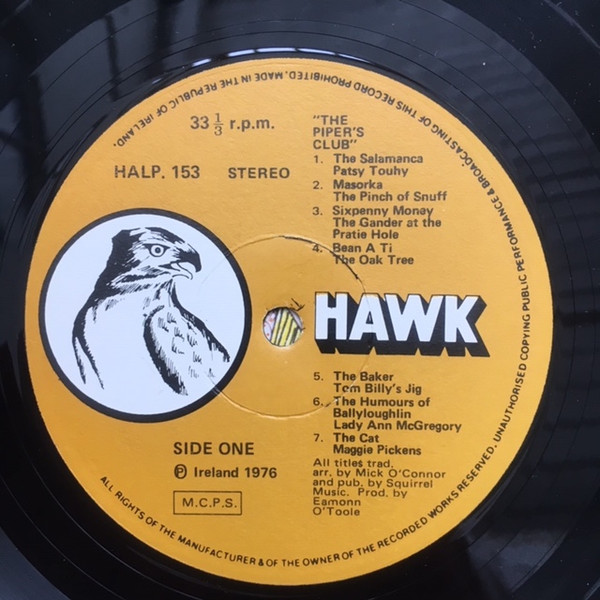 ALL RIGHTS OF THE MANUFACTURER & OF THE OWNER OF THE RECORDED WORKS RESERVED. UNAUTHORISED COPYING PUBLIC PERFORMANCE & BROADCASTING OF THIS RECORD PROHIBITED. MADE IN THE REPUBLIC OF IRELAND.
33 1/3 r.p.m.
HALP. 153 STEREO
"THE
PIPER'S
CLUB"
1. The Salamanca
Patsy Touhy
2. Masorka
The Pinch of Snuff
3. Sixpenny Money
The Gander at the
Pratie Hole
4. Bean A Ti
The Oak Tree
HAWK
5. The Baker
Tom Billy's Jig
6. The Humours of
Ballyloughlin
Lady Ann McGregory
7. The Cat
Maggie Pickens
All titles trad.
arr. by Mick O'Connor
and pub. by Squirrel
Music. Prod. by
Eamonn
O'Toole
SIDE ONE
Ⓟ Ireland 1976
M.C.P.S.